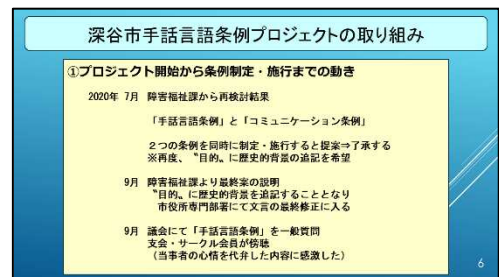 深谷市手話言語条例プロジェクトの取り組み
①プロジェクト開始から条例制定・施行までの動き
2020年 7月 障害福祉課から再検討結果
「手話言語条例」と「コミュニケーション条例」
２つの条例を同時に制定・施行すると提案⇒了承する
※再度、〝目的〟に歴史的背景の追記を希望
9月 障害福祉課より最終案の説明
〝目的〟に歴史的背景を追記することとなり
市役所専門部署にて文言の最終修正に入る
9月 議会にて「手話言語条例」を一般質問
支会・サークル会員が傍聴
（当事者の心情を代弁した内容に感激した）
6